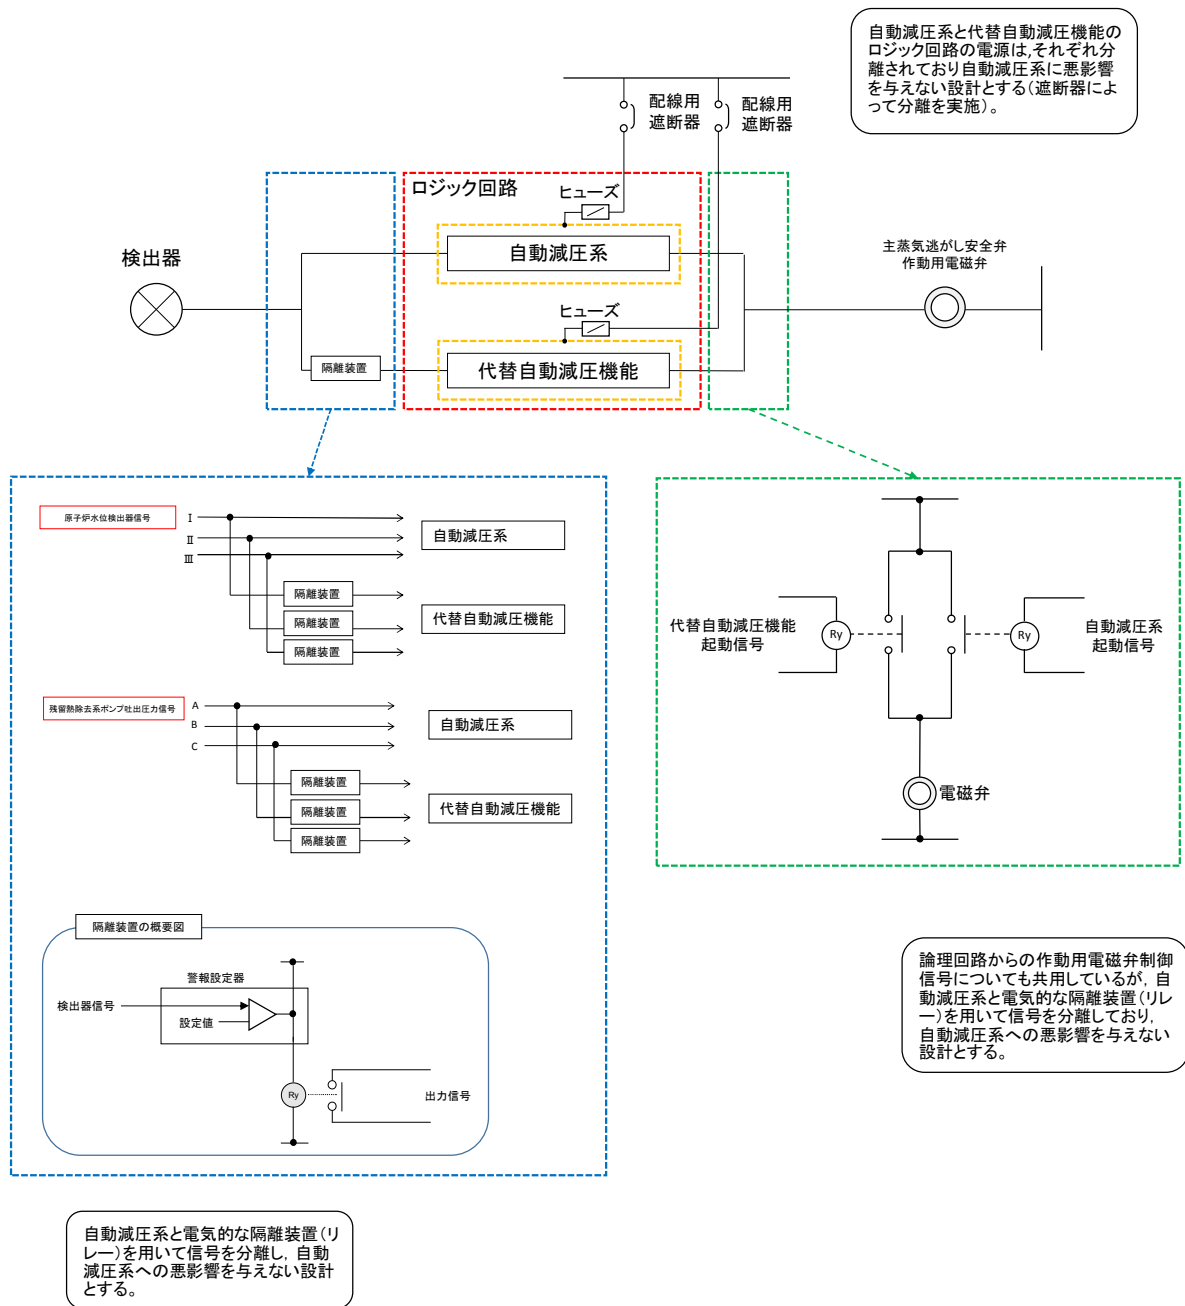 自動減圧系と代替自動減圧機能の
ロジック回路の電源は,それぞれ分
離されており自動減圧系に悪影響
を与えない設計とする(遮断器によ
って分離を実施)。
配線用
遮断器
配線用
遮断器
ロジック回路
ヒューズ
自動減圧系
検出器
主蒸気逃がし安全弁
作動用電磁弁
ヒューズ
隔離装置
代替自動減圧機能
原子炉水位検出器信号
Ⅰ
Ⅱ
Ⅲ
自動減圧系
隔離装置
隔離装置
隔離装置
代替自動減圧機能
残留熱除去系ポンプ吐出圧力信号
A
B
C
自動減圧系
隔離装置
隔離装置
隔離装置
代替自動減圧機能
代替自動減圧機能
起動信号
Ry
Ry
自動減圧系
起動信号
電磁弁
隔離装置の概要図
警報設定器
検出器信号
設定値
Ry
出力信号
論理回路からの作動用電磁弁制御
信号についても共用しているが, 自
動減圧系と電気的な隔離装置(リレ
ー)を用いて信号を分離しており,
自動減圧系への悪影響を与えない
設計とする。
自動減圧系と電気的な隔離装置(リ
レー)を用いて信号を分離し, 自動
減圧系への悪影響を与えない設計
とする。